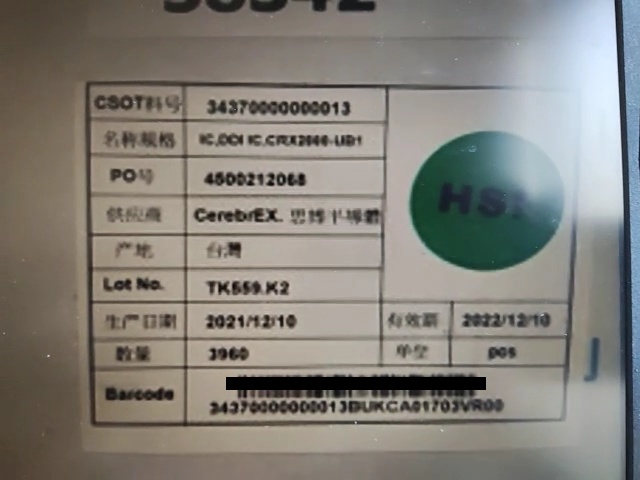 CSOT料号 34370000000013
名称规格 IC,DDI IC,CRX2066-UB1
PO号 4500212068
供应商 CerebrEX. 思博半導體
产地 台灣
Lot No. TK559.K2
生产日期 2021/12/10 有效期 2022/12/10
数量 3960 单位 pcs
Barcode
34370000000013BUKCA01703VR00
HSF